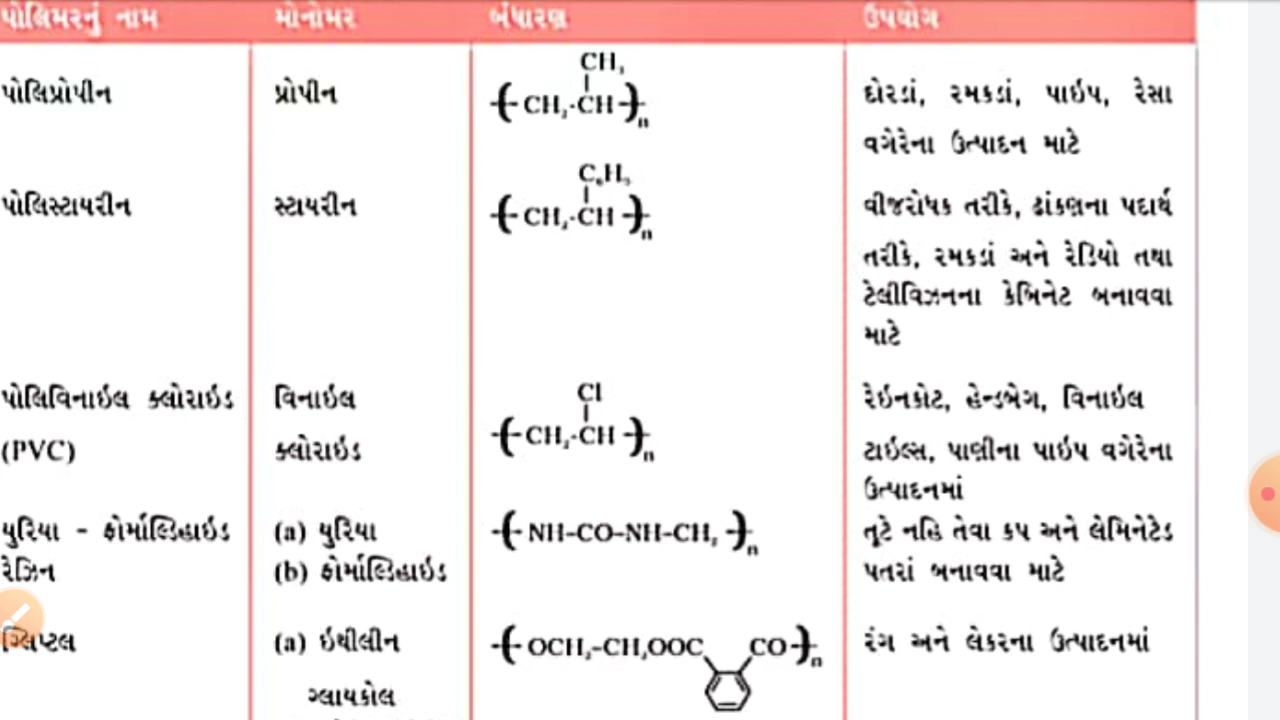 પોલિમરનું નામ મોનોમર બંધારણ ઉપયોગ
CH₃
પોલિપ્રોપીન પ્રોપીન -(-CH₂-CH-)-n દોરડાં, રમકડાં, પાઇપ, રેસા
વગેરેના ઉત્પાદન માટે
C₆H₅
પોલિસ્ટાયરીન સ્ટાયરીન -(-CH₂-CH-)-n વીજરોધક તરીકે, ઢાંકણના પદાર્થ
તરીકે, રમકડાં અને રેડિયો તથા
ટેલીવિઝનના કેબિનેટ બનાવવા
માટે
Cl
પોલિવિનાઇલ ક્લોરાઇડ વિનાઇલ રેઇનકોટ, હેન્ડબેગ, વિનાઇલ
(PVC) ક્લોરાઇડ -(-CH₂-CH-)-n ટાઇલ્સ, પાણીના પાઇપ વગેરેના
ઉત્પાદનમાં
યુરિયા - ફોર્માલ્ડિહાઇડ (a) યુરિયા -(-NH-CO-NH-CH₂-)-n તૂટે નહિ તેવા કપ અને લેમિનેટેડ
રેઝિન (b) ફોર્માલ્ડિહાઇડ પતરાં બનાવવા માટે
ગ્લિપ્ટલ (a) ઇથીલીન -(-OCH₂-CH₂OOC CO-)-n રંગ અને લેકરના ઉત્પાદનમાં
ગ્લાયકોલ